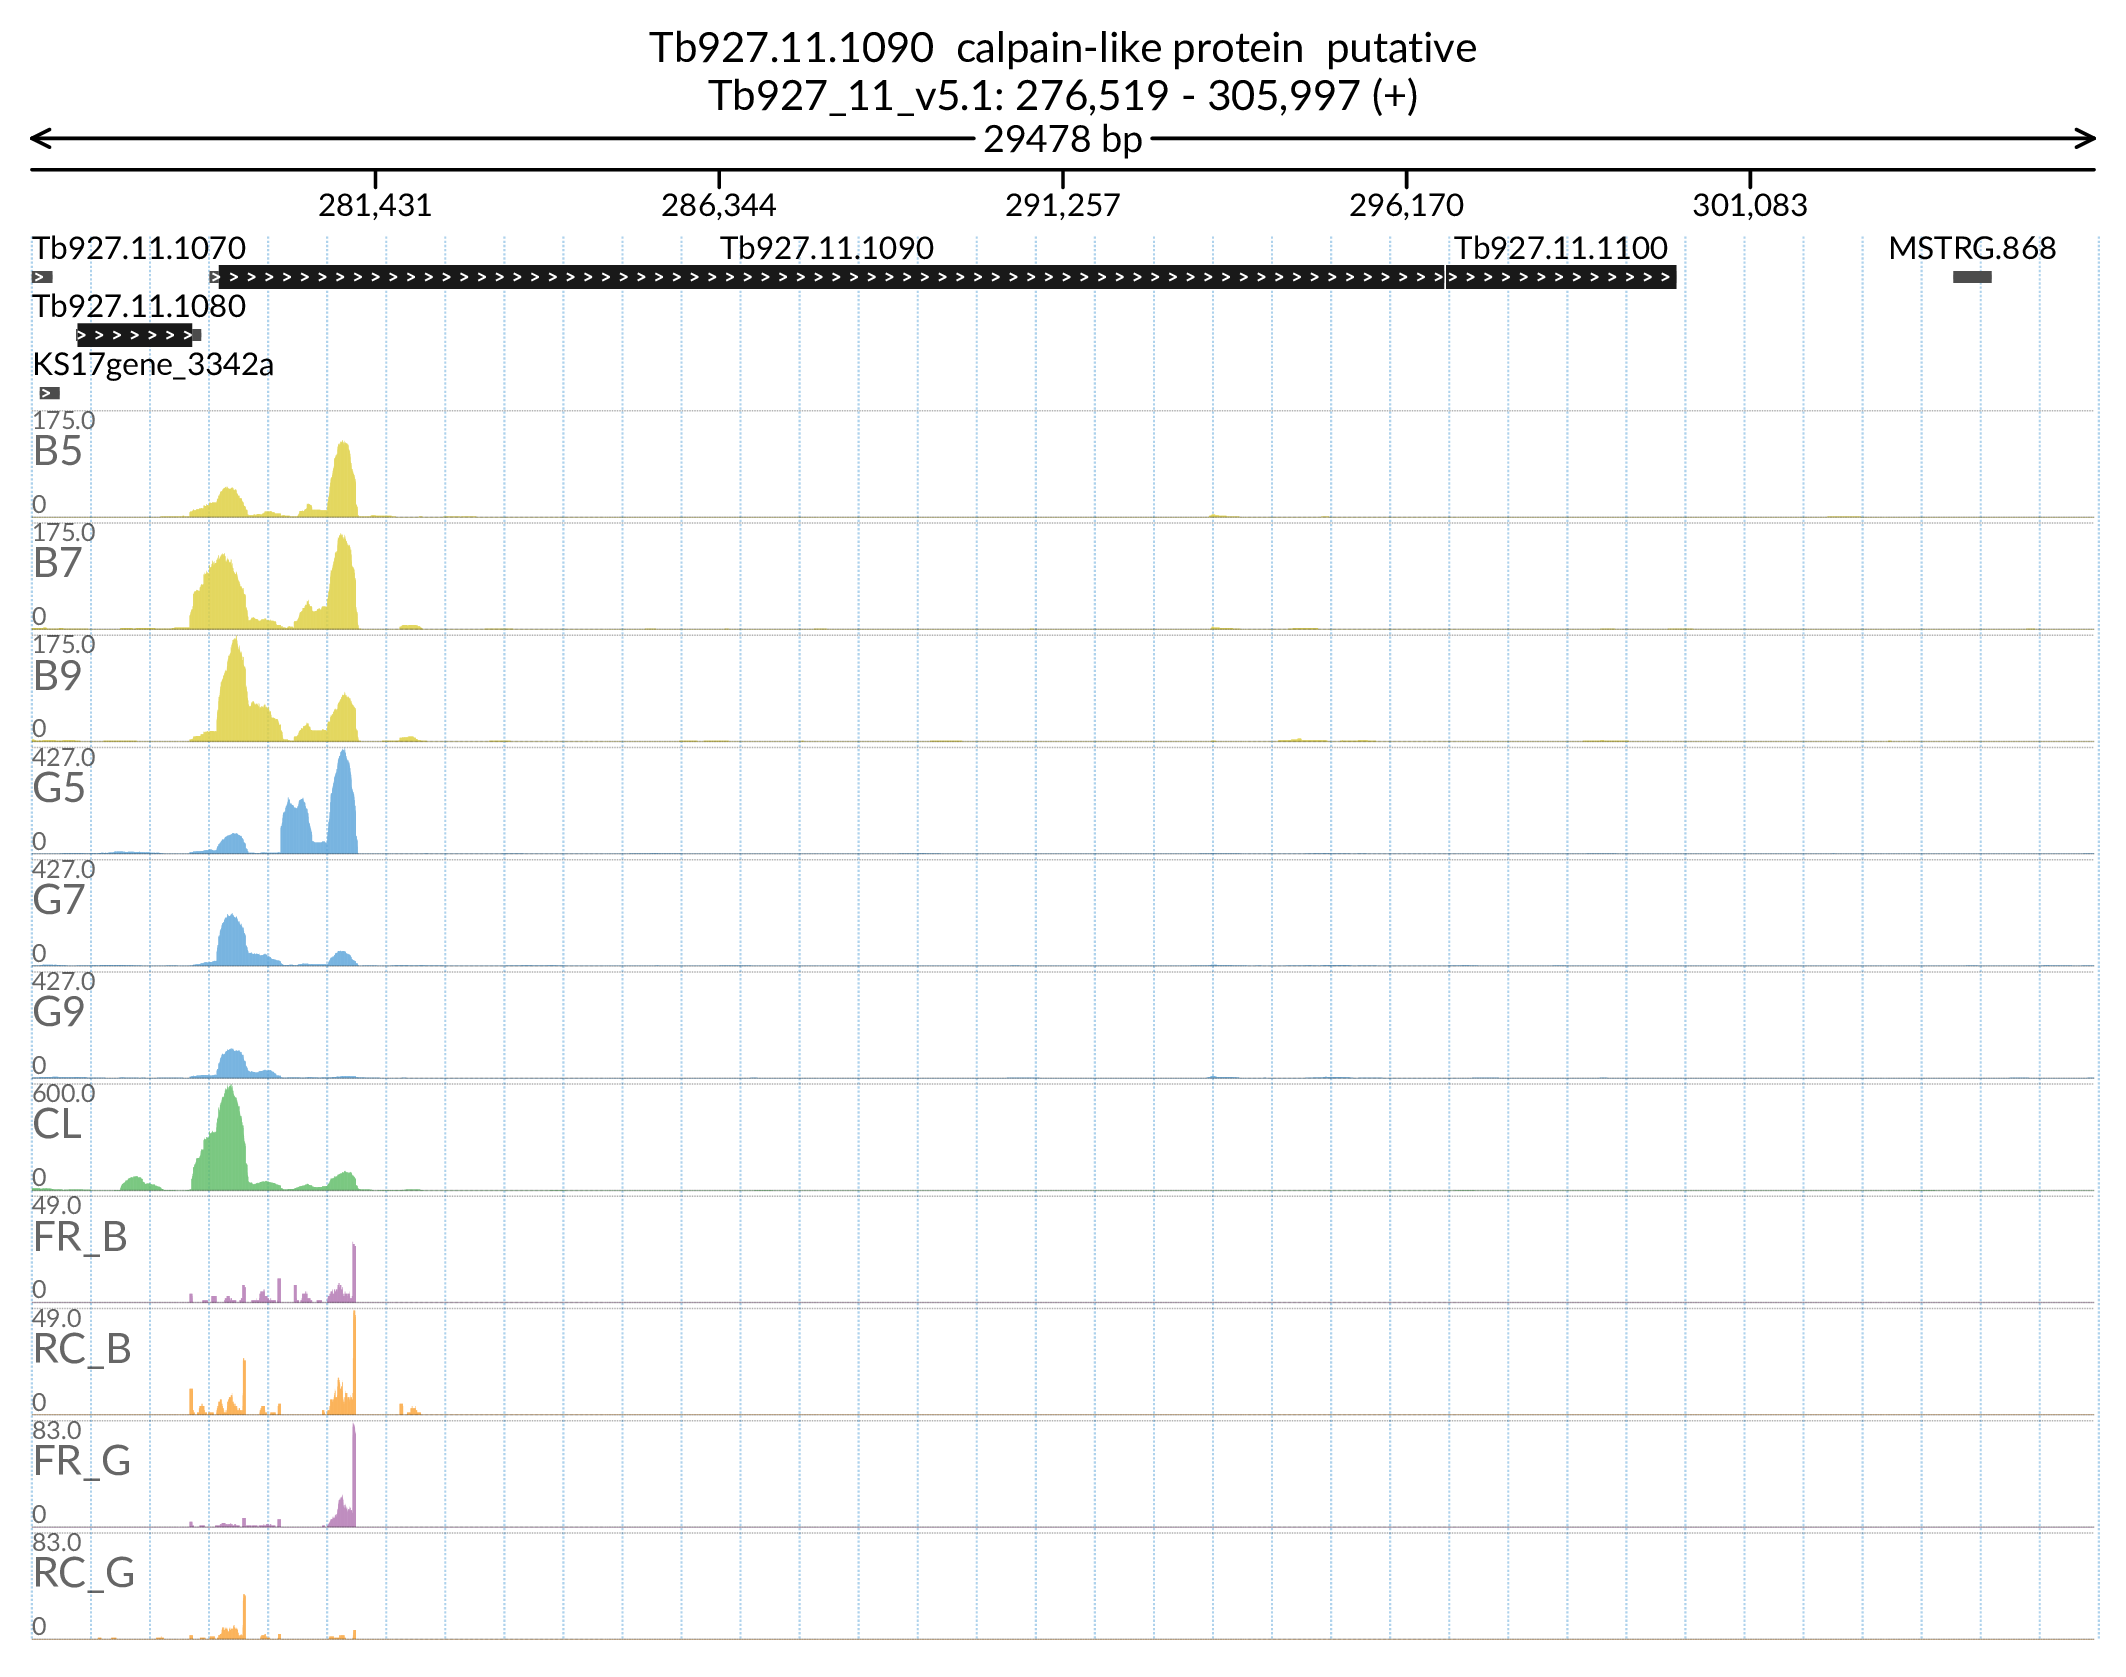 Tb927.11.1090 calpain-like protein putative
Tb927_11_v5.1: 276,519 - 305,997 (+)
29478 bp
281,431 286,344 291,257 296,170 301,083
Tb927.11.1070 Tb927.11.1090 Tb927.11.1100 MSTRG.868
Tb927.11.1080
KS17gene_3342a
175.0
B5
0
175.0
B7
0
175.0
B9
0
427.0
G5
0
427.0
G7
0
427.0
G9
0
600.0
CL
0
49.0
FR_B
0
49.0
RC_B
0
83.0
FR_G
0
83.0
RC_G
0